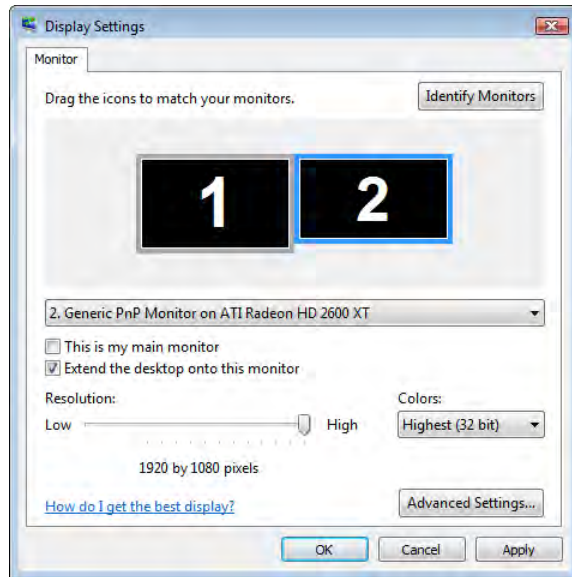 Display Settings
Monitor
Drag the icons to match your monitors.
Identify Monitors
1 2
2. Generic PnP Monitor on ATI Radeon HD 2600 XT
This is my main monitor
Extend the desktop onto this monitor
Resolution:
Colors:
Low High
Highest (32 bit)
1920 by 1080 pixels
How do I get the best display?
Advanced Settings...
OK Cancel Apply